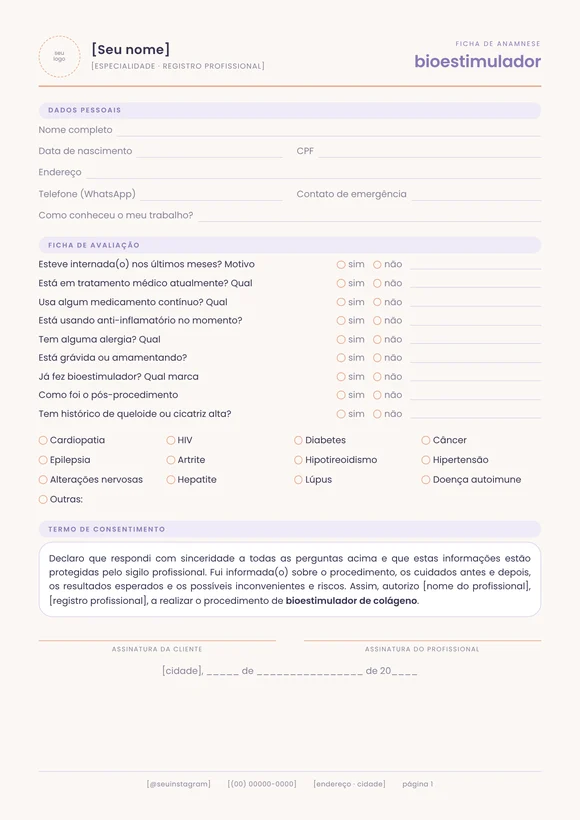 seu
logo
[Seu nome]
[ESPECIALIDADE · REGISTRO PROFISSIONAL]
FICHA DE ANAMNESE
bioestimulador
DADOS PESSOAIS
Nome completo
Data de nascimento CPF
Endereço
Telefone (WhatsApp) Contato de emergência
Como conheceu o meu trabalho?
FICHA DE AVALIAÇÃO
Esteve internada(o) nos últimos meses? Motivo sim não
Está em tratamento médico atualmente? Qual sim não
Usa algum medicamento contínuo? Qual sim não
Está usando anti-inflamatório no momento? sim não
Tem alguma alergia? Qual sim não
Está grávida ou amamentando? sim não
Já fez bioestimulador? Qual marca sim não
Como foi o pós-procedimento sim não
Tem histórico de queloide ou cicatriz alta? sim não
Cardiopatia HIV Diabetes Câncer
Epilepsia Artrite Hipotireoidismo Hipertensão
Alterações nervosas Hepatite Lúpus Doença autoimune
Outras:
TERMO DE CONSENTIMENTO
Declaro que respondi com sinceridade a todas as perguntas acima e que estas informações estão
protegidas pelo sigilo profissional. Fui informada(o) sobre o procedimento, os cuidados antes e depois,
os resultados esperados e os possíveis inconvenientes e riscos. Assim, autorizo [nome do profissional],
[registro profissional], a realizar o procedimento de bioestimulador de colágeno.
ASSINATURA DA CLIENTE ASSINATURA DO PROFISSIONAL
[cidade], _____ de ________________ de 20____
[@seuinstagram] [(00) 00000-0000] [endereço · cidade] página 1